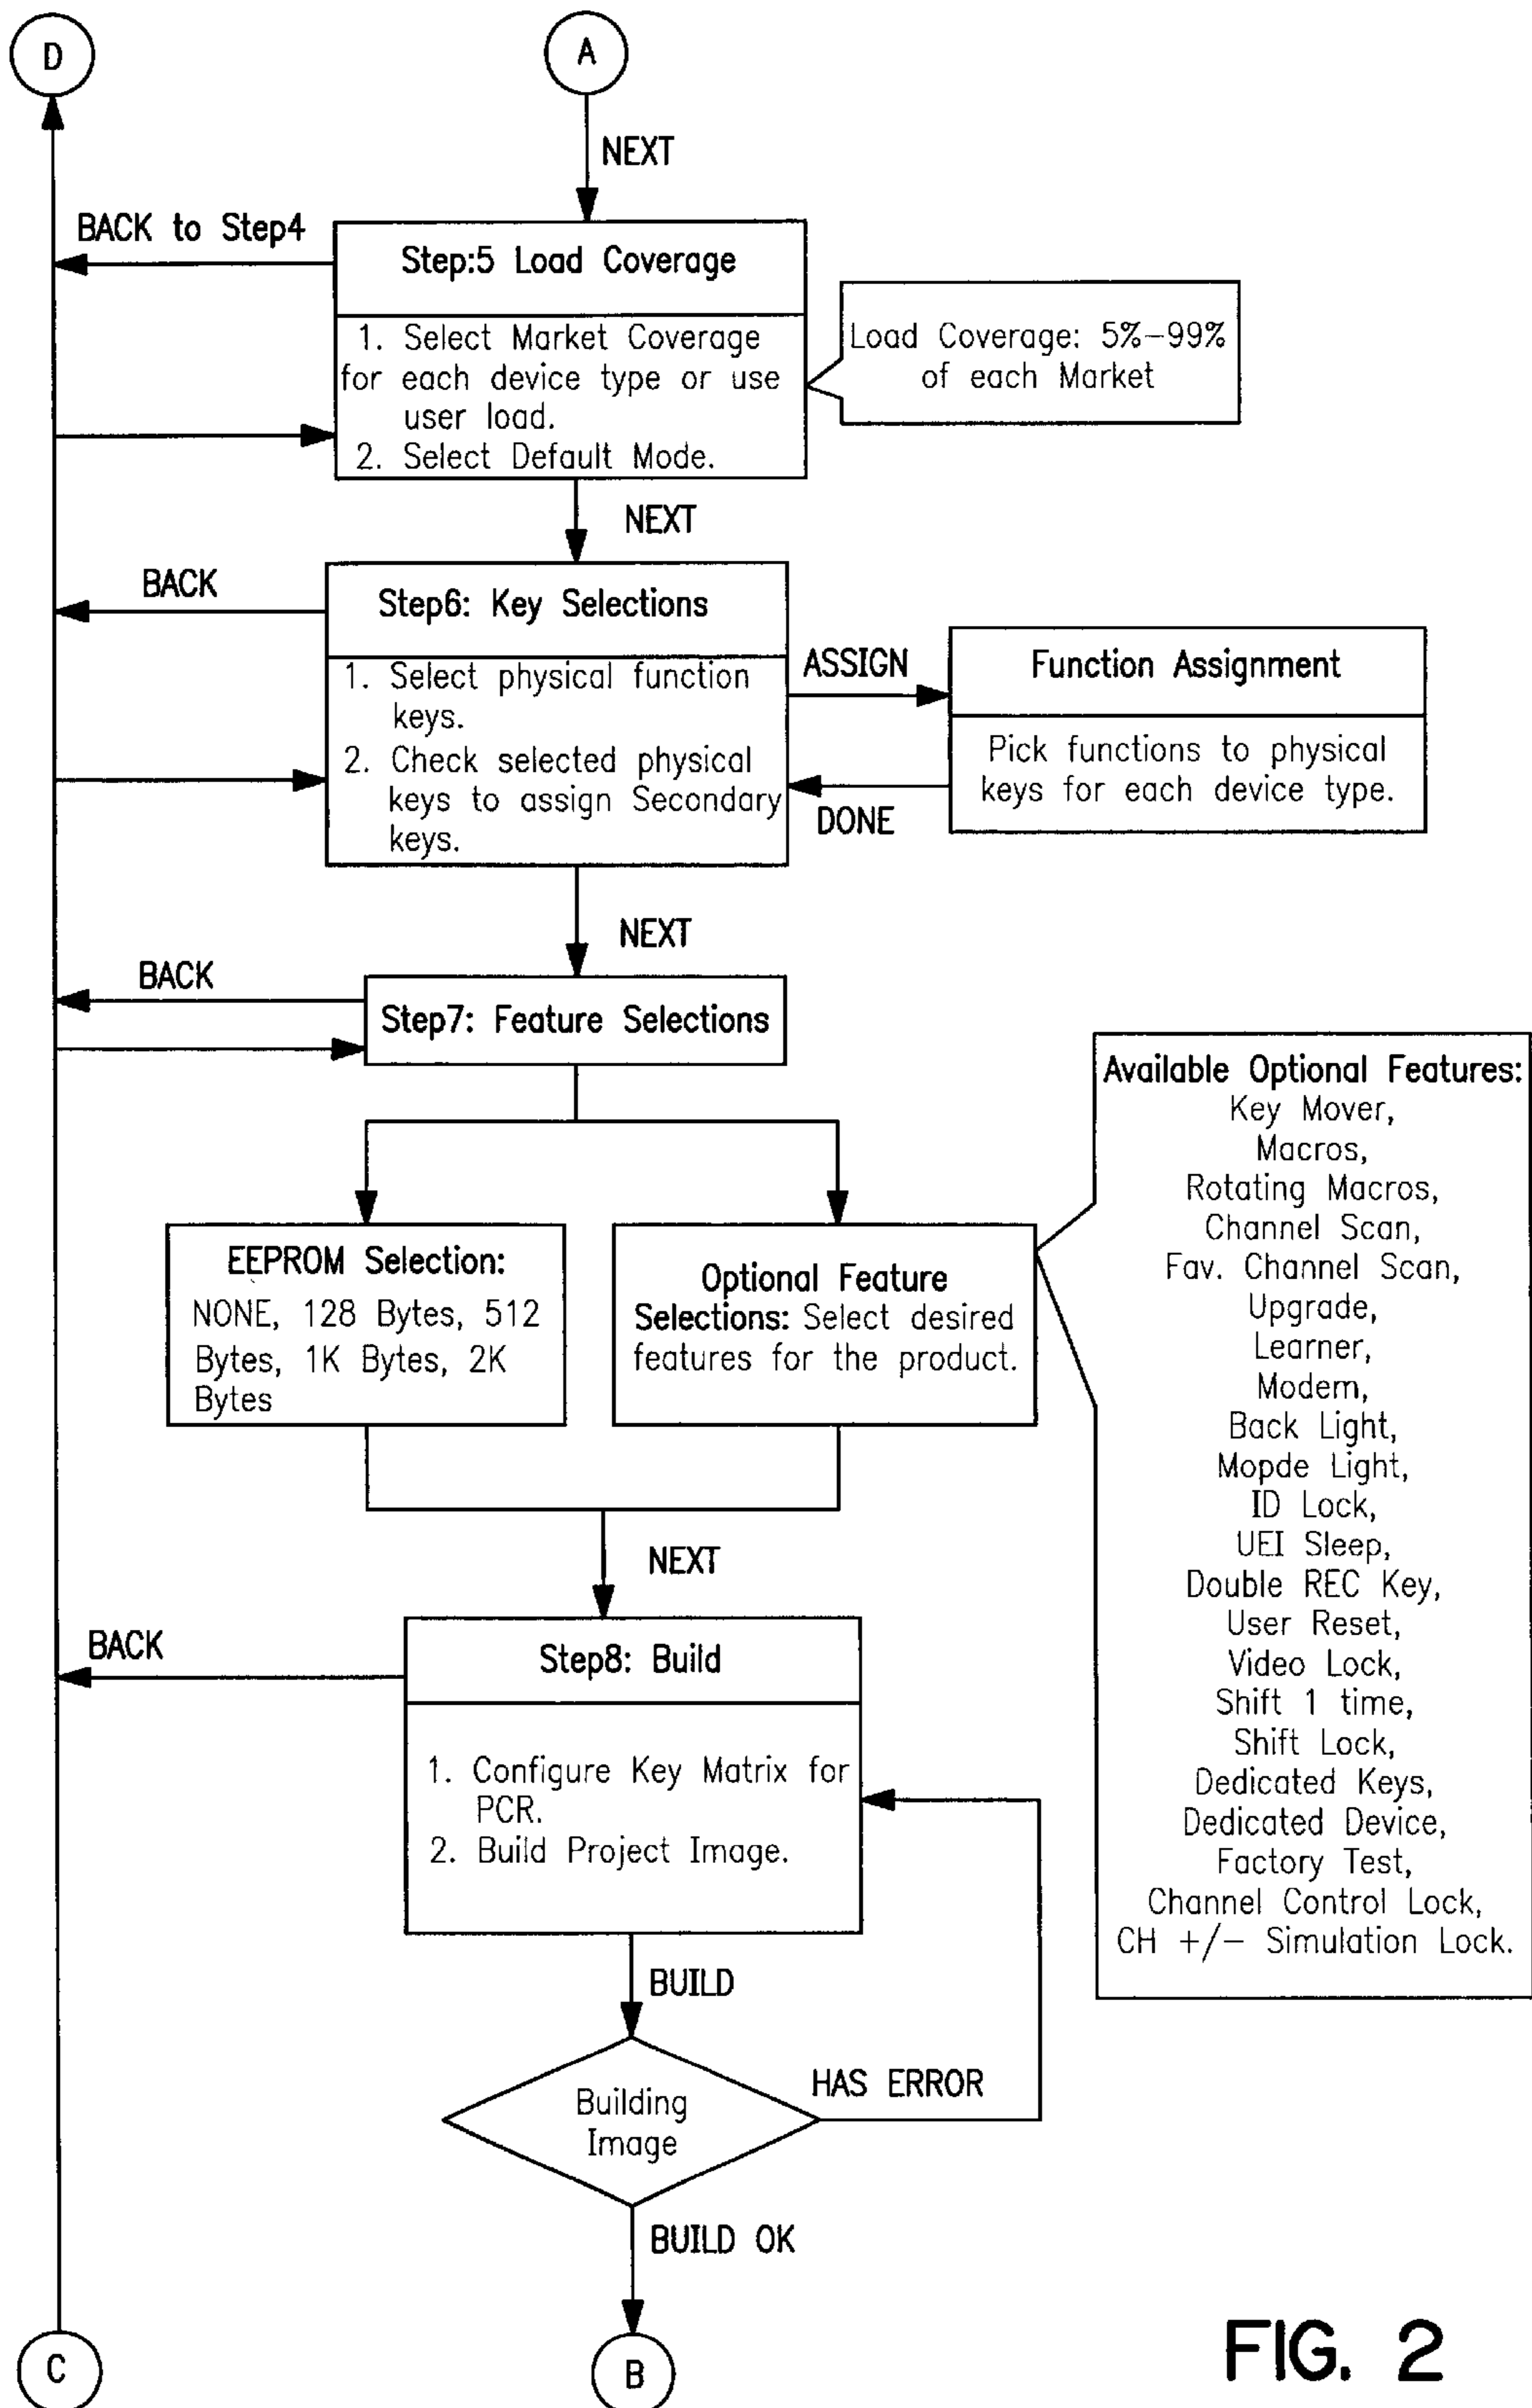 D
A
NEXT
BACK to Step4
Step:5 Load Coverage
1. Select Market Coverage
for each device type or use
user load.
2. Select Default Mode.
Load Coverage: 5%-99%
of each Market
NEXT
BACK
Step6: Key Selections
1. Select physical function
keys.
2. Check selected physical
keys to assign Secondary
keys.
ASSIGN
DONE
Function Assignment
Pick functions to physical
keys for each device type.
NEXT
BACK
Step7: Feature Selections
EEPROM Selection:
NONE, 128 Bytes, 512
Bytes, 1K Bytes, 2K
Bytes
Optional Feature
Selections: Select desired
features for the product.
Available Optional Features:
Key Mover,
Macros,
Rotating Macros,
Channel Scan,
Fav. Channel Scan,
Upgrade,
Learner,
Modem,
Back Light,
Mopde Light,
ID Lock,
UEI Sleep,
Double REC Key,
User Reset,
Video Lock,
Shift 1 time,
Shift Lock,
Dedicated Keys,
Dedicated Device,
Factory Test,
Channel Control Lock,
CH +/- Simulation Lock.
NEXT
BACK
Step8: Build
1. Configure Key Matrix for
PCR.
2. Build Project Image.
BUILD
Building
Image
HAS ERROR
BUILD OK
C
B
FIG. 2